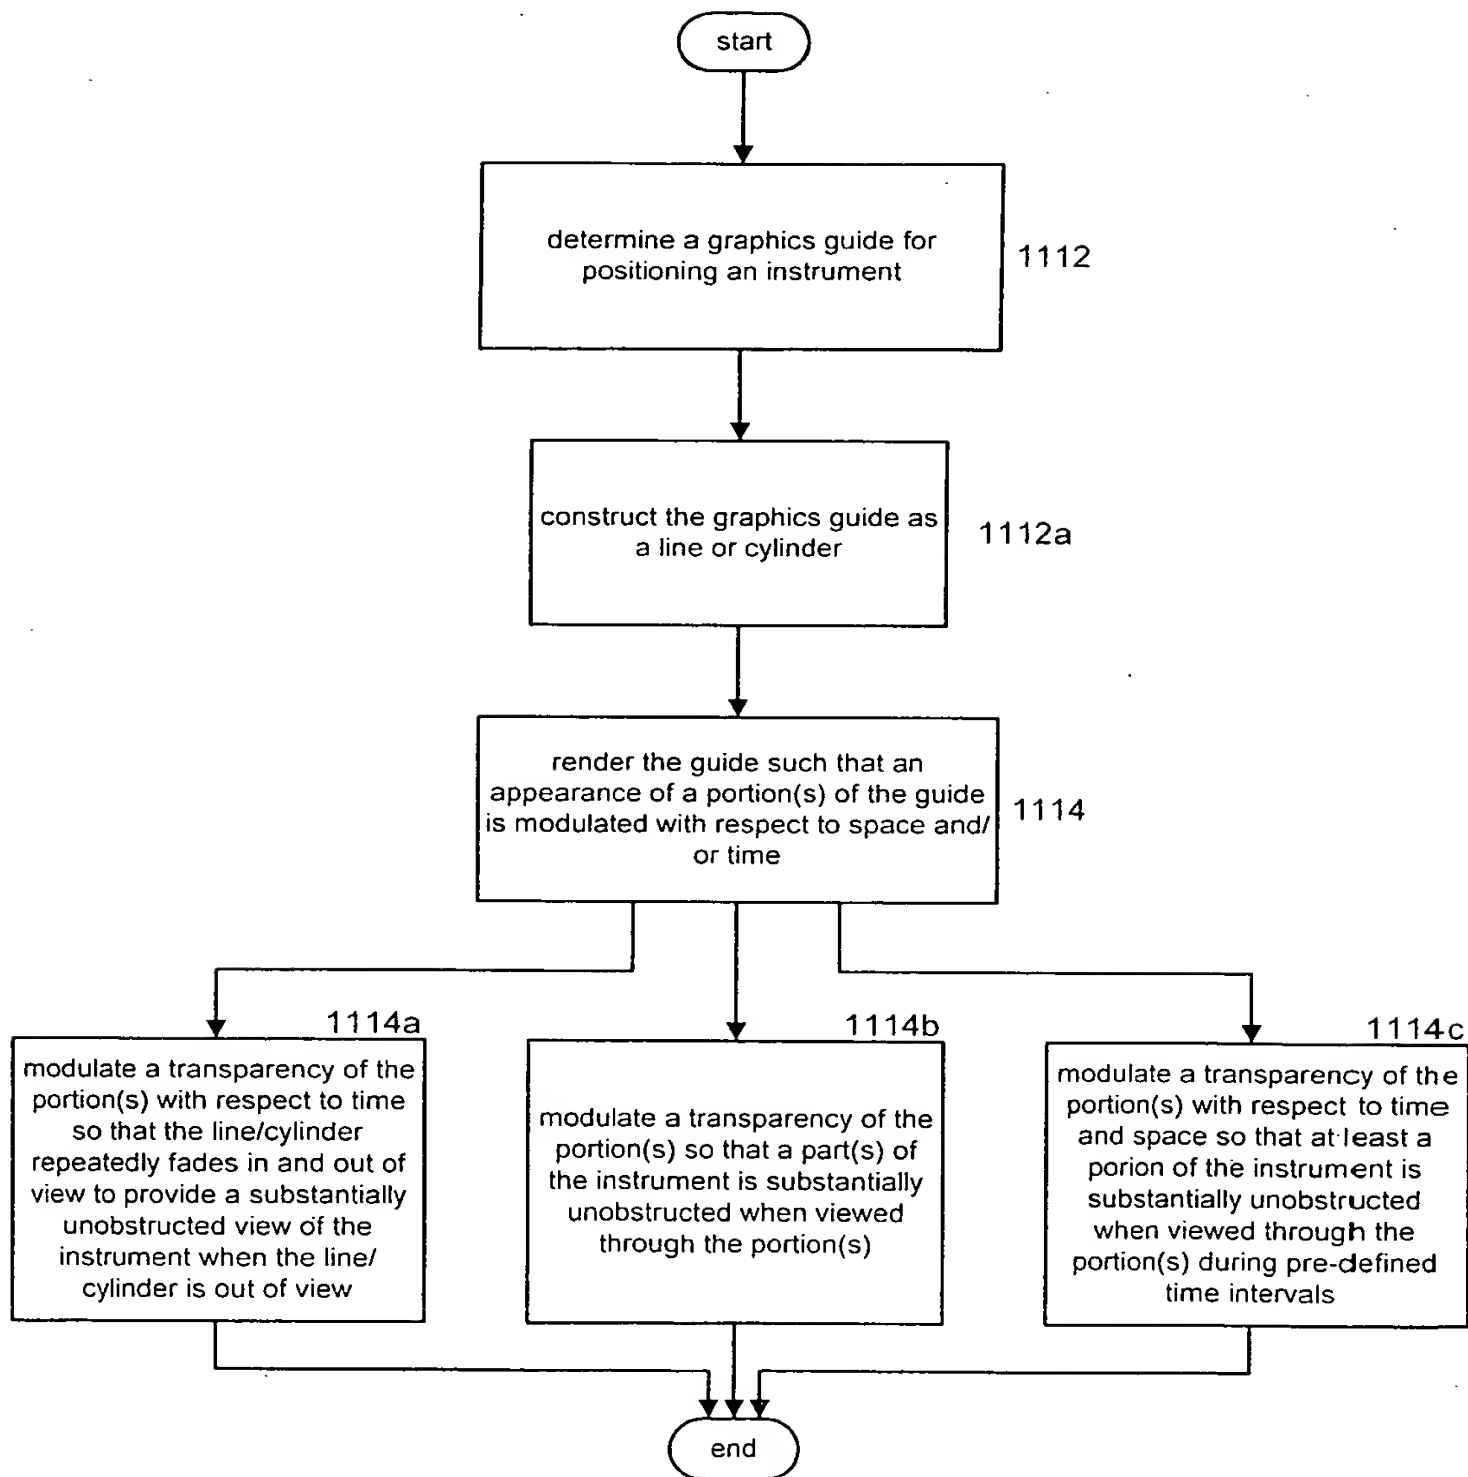 start
determine a graphics guide for
positioning an instrument
1112
construct the graphics guide as
a line or cylinder
1112a
render the guide such that an
appearance of a portion(s) of the guide
is modulated with respect to space and/
or time
1114
1114a
modulate a transparency of the
portion(s) with respect to time
so that the line/cylinder
repeatedly fades in and out of
view to provide a substantially
unobstructed view of the
instrument when the line/
cylinder is out of view
1114b
modulate a transparency of the
portion(s) so that a part(s) of
the instrument is substantially
unobstructed when viewed
through the portion(s)
1114c
modulate a transparency of the
portion(s) with respect to time
and space so that at least a
porion of the instrument is
substantially unobstructed
when viewed through the
portion(s) during pre-defined
time intervals
end